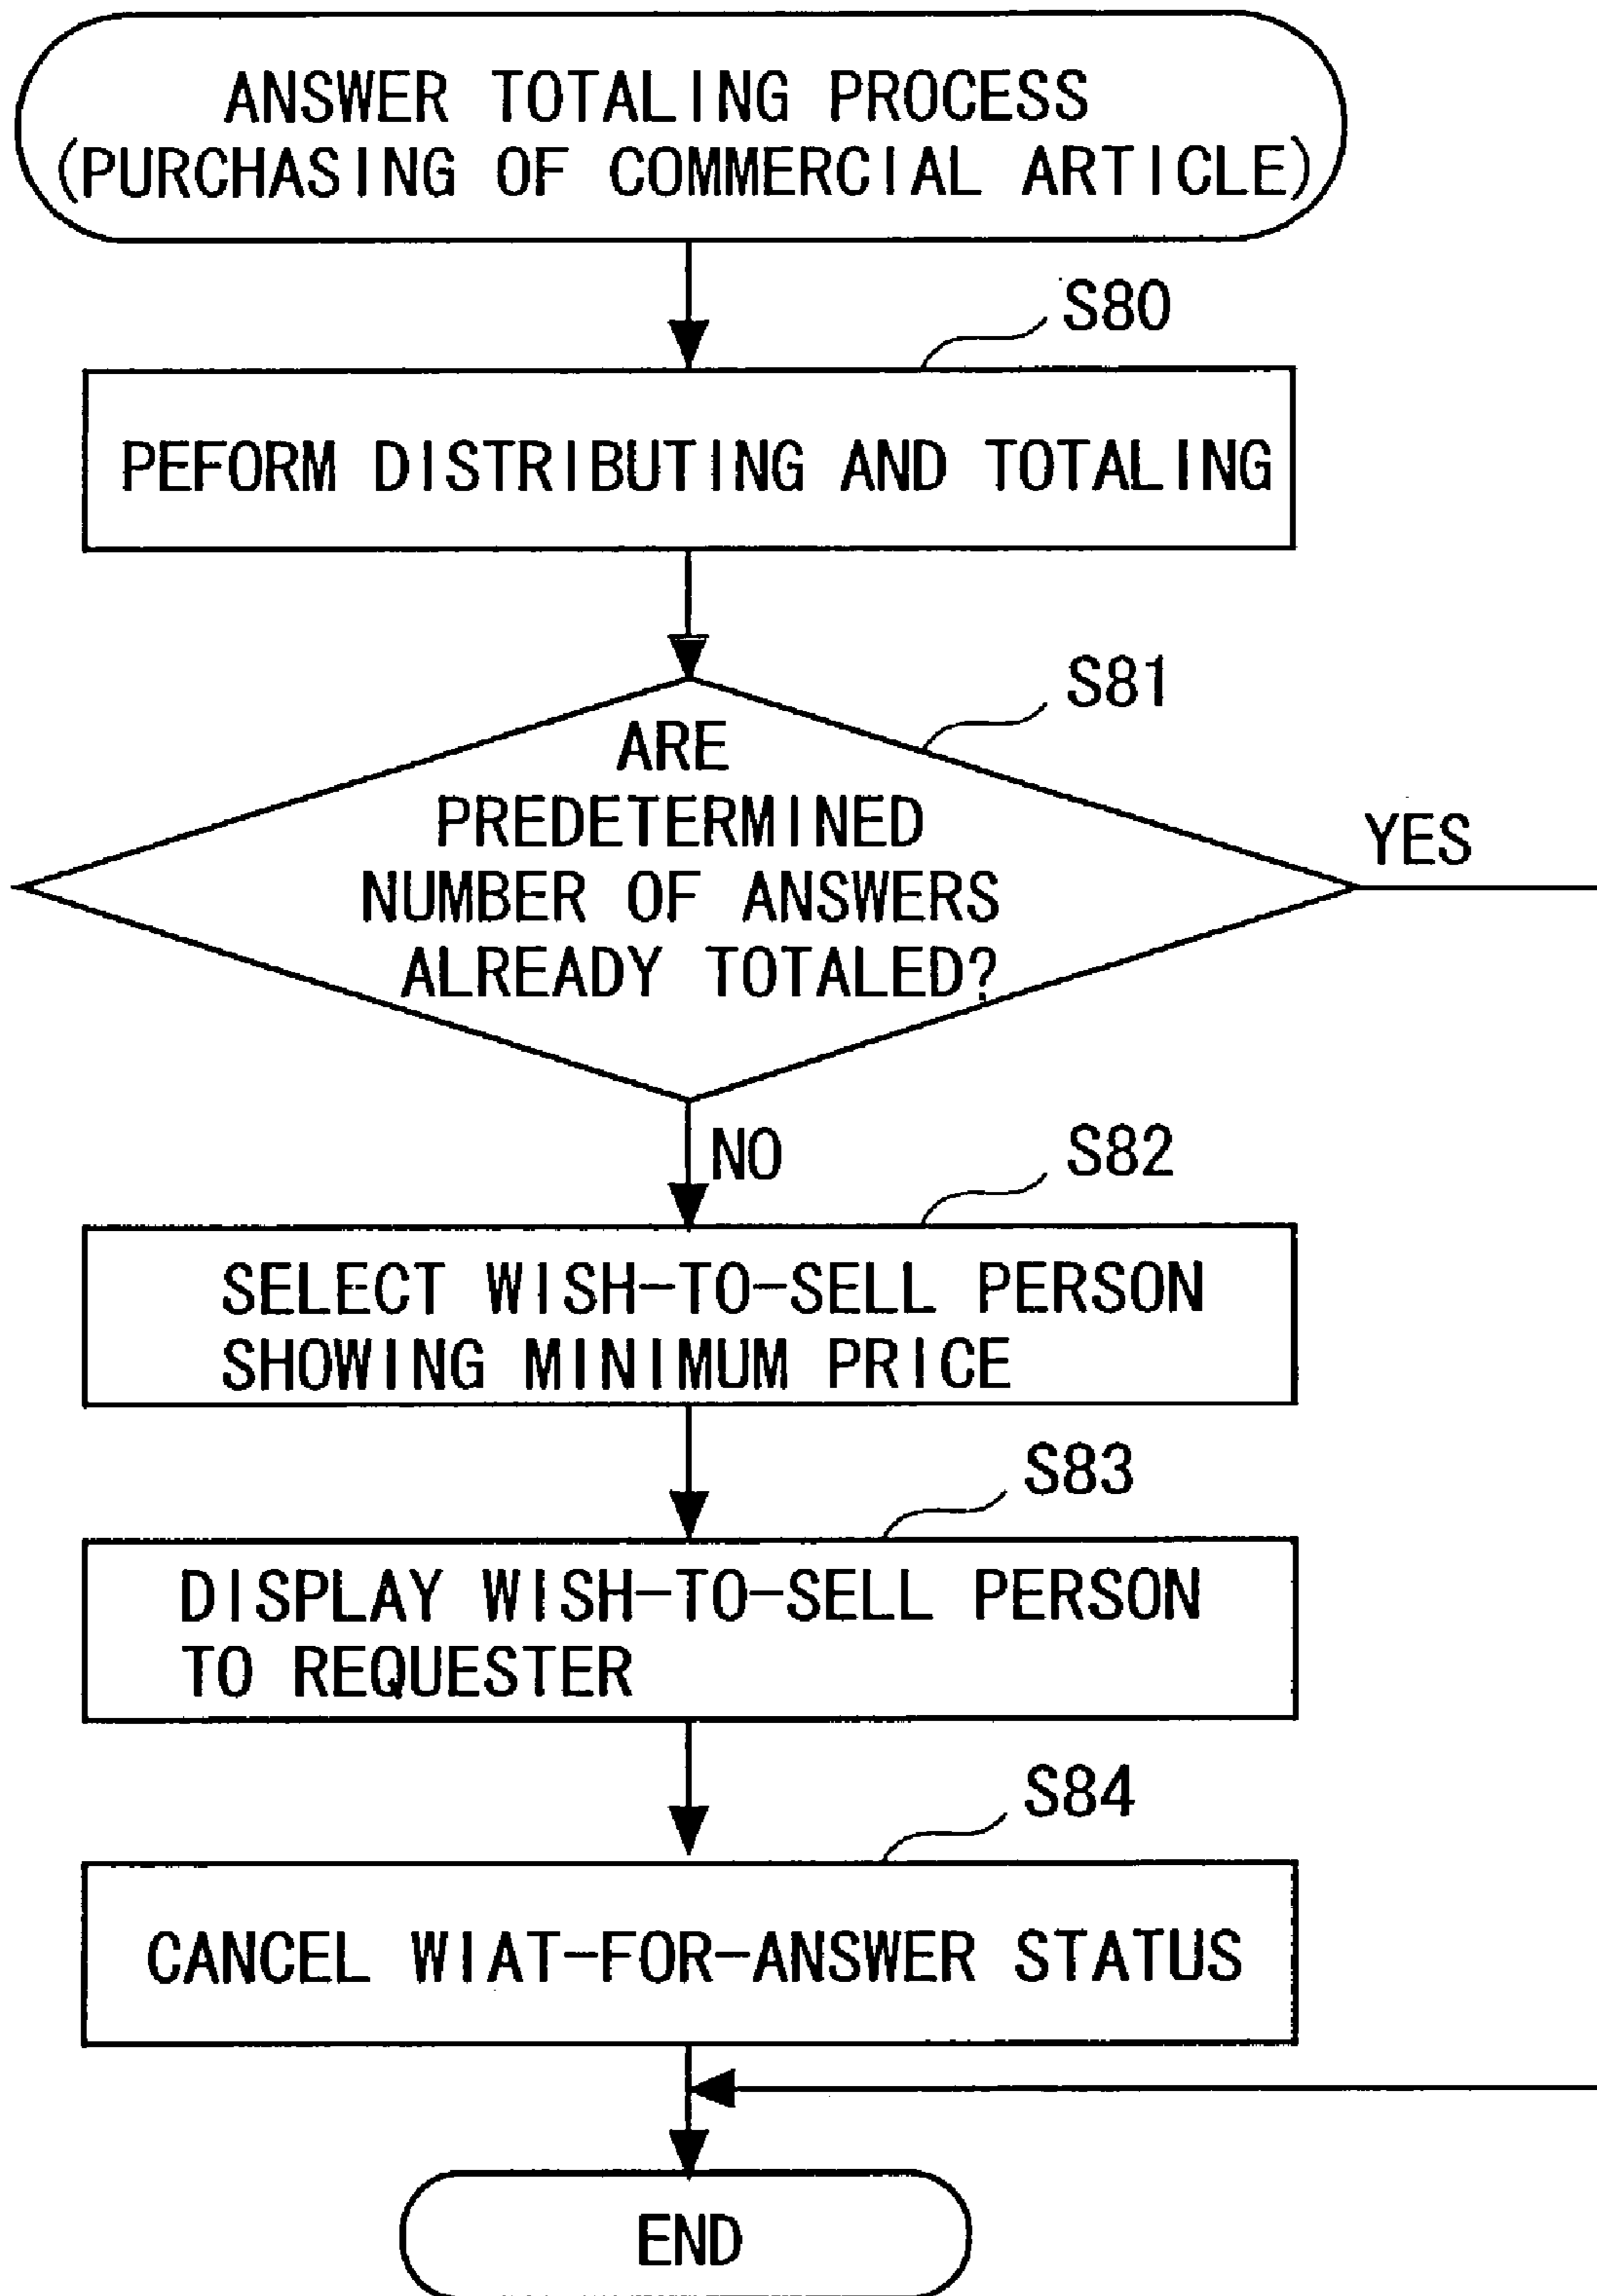 ANSWER TOTALING PROCESS
(PURCHASING OF COMMERCIAL ARTICLE)
S80
PEFORM DISTRIBUTING AND TOTALING
S81
ARE
PREDETERMINED
NUMBER OF ANSWERS
ALREADY TOTALED?
YES
NO
S82
SELECT WISH-TO-SELL PERSON
SHOWING MINIMUM PRICE
S83
DISPLAY WISH-TO-SELL PERSON
TO REQUESTER
S84
CANCEL WIAT-FOR-ANSWER STATUS
END